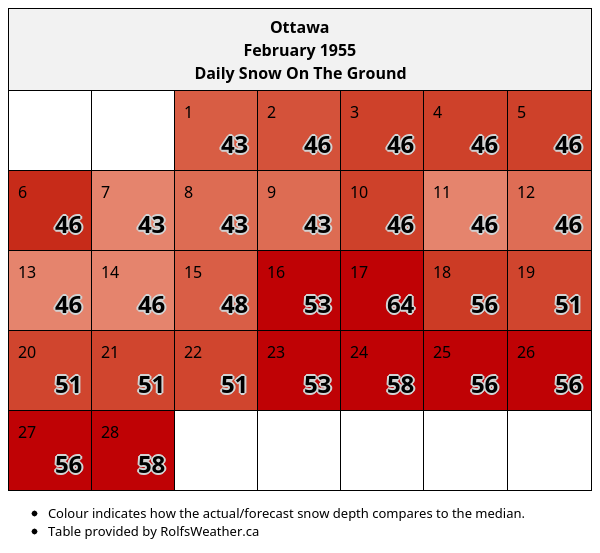 Ottawa
February 1955
Daily Snow On The Ground
1 2 3 4 5
43 46 46 46 46
6 7 8 9 10 11 12
46 43 43 43 46 46 46
13 14 15 16 17 18 19
46 46 48 53 64 56 51
20 21 22 23 24 25 26
51 51 51 53 58 56 56
27 28
56 58
• Colour indicates how the actual/forecast snow depth compares to the median.
• Table provided by RolfsWeather.ca